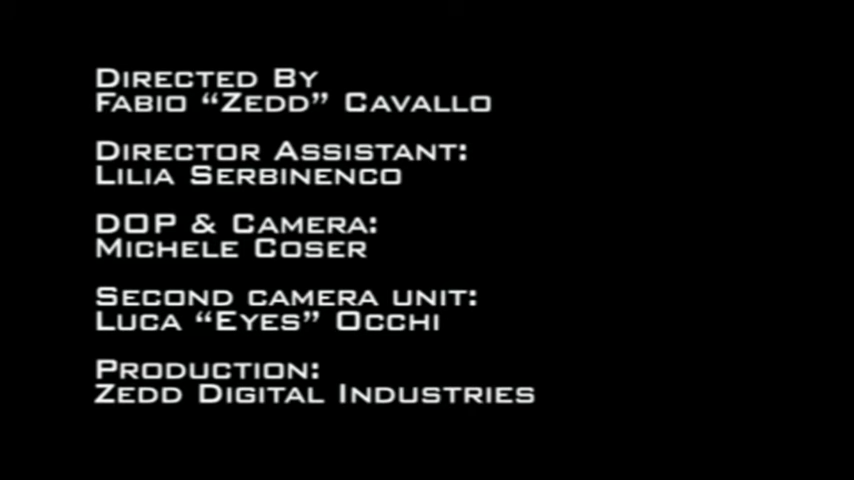 Directed By
Fabio “Zedd” Cavallo
Director Assistant:
Lilia Serbinenco
DOP & Camera:
Michele Coser
Second camera unit:
Luca “Eyes” Occhi
Production:
Zedd Digital Industries